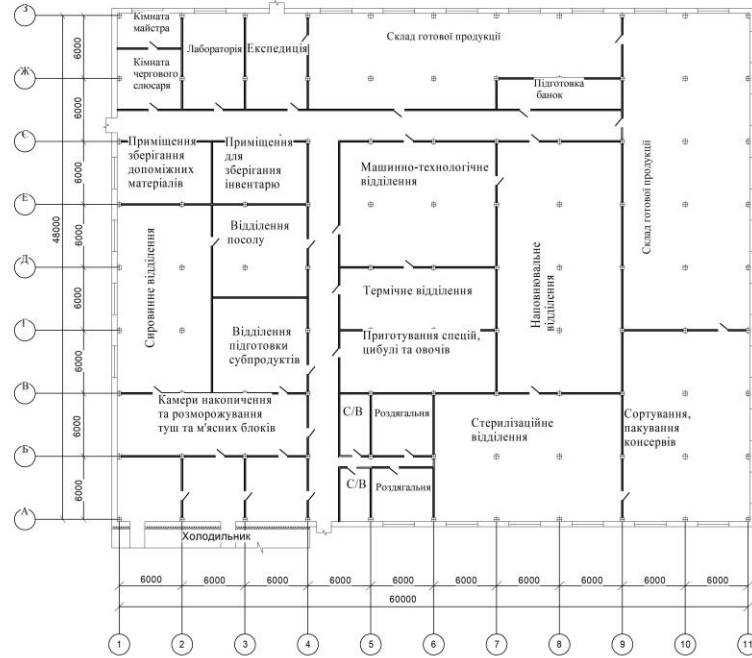 З
Ж
Є
Е
Д
Г
В
Б
А
6000
6000
6000
6000
6000
6000
6000
6000
48000
Кімната
майстра
Кімната
чергового
слюсаря
Лабораторія
Експедиція
Склад готової продукції
Підготовка
банок
Приміщення
зберігання
допоміжних
матеріалів
Приміщення
для
зберігання
інвентарю
Машинно-технологічне
відділення
Склад готової продукції
Відділення
посолу
Сировинне відділення
Термічне відділення
Наповнювальне
відділення
Відділення
підготовки
субпродуктів
Приготування спецій,
цибулі та овочів
Камери накопичення
та розморожування
туш та м'ясних блоків
С/В
Роздягальня
Стерилізаційне
відділення
Сортування,
пакування
консервів
С/В
Роздягальня
Холодильник
6000
6000
6000
6000
6000
6000
6000
6000
6000
6000
60000
1
2
3
4
5
6
7
8
9
10
11